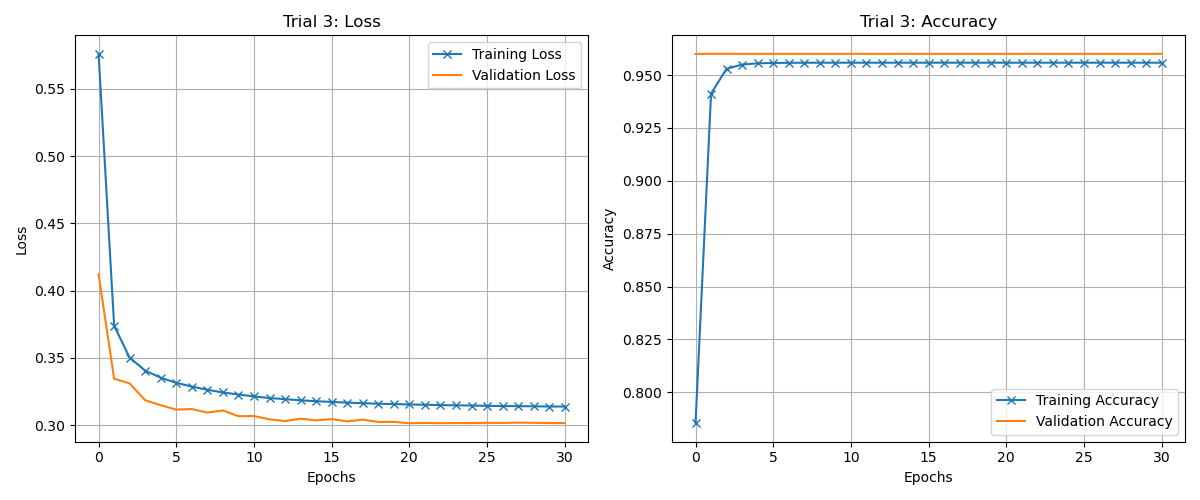 Trial 3: Loss
Training Loss
Validation Loss
0.55
0.50
0.45
0.40
0.35
0.30
Loss
0 5 10 15 20 25 30
Epochs
Trial 3: Accuracy
0.950
0.925
0.900
0.875
0.850
0.825
0.800
Accuracy
Training Accuracy
Validation Accuracy
0 5 10 15 20 25 30
Epochs